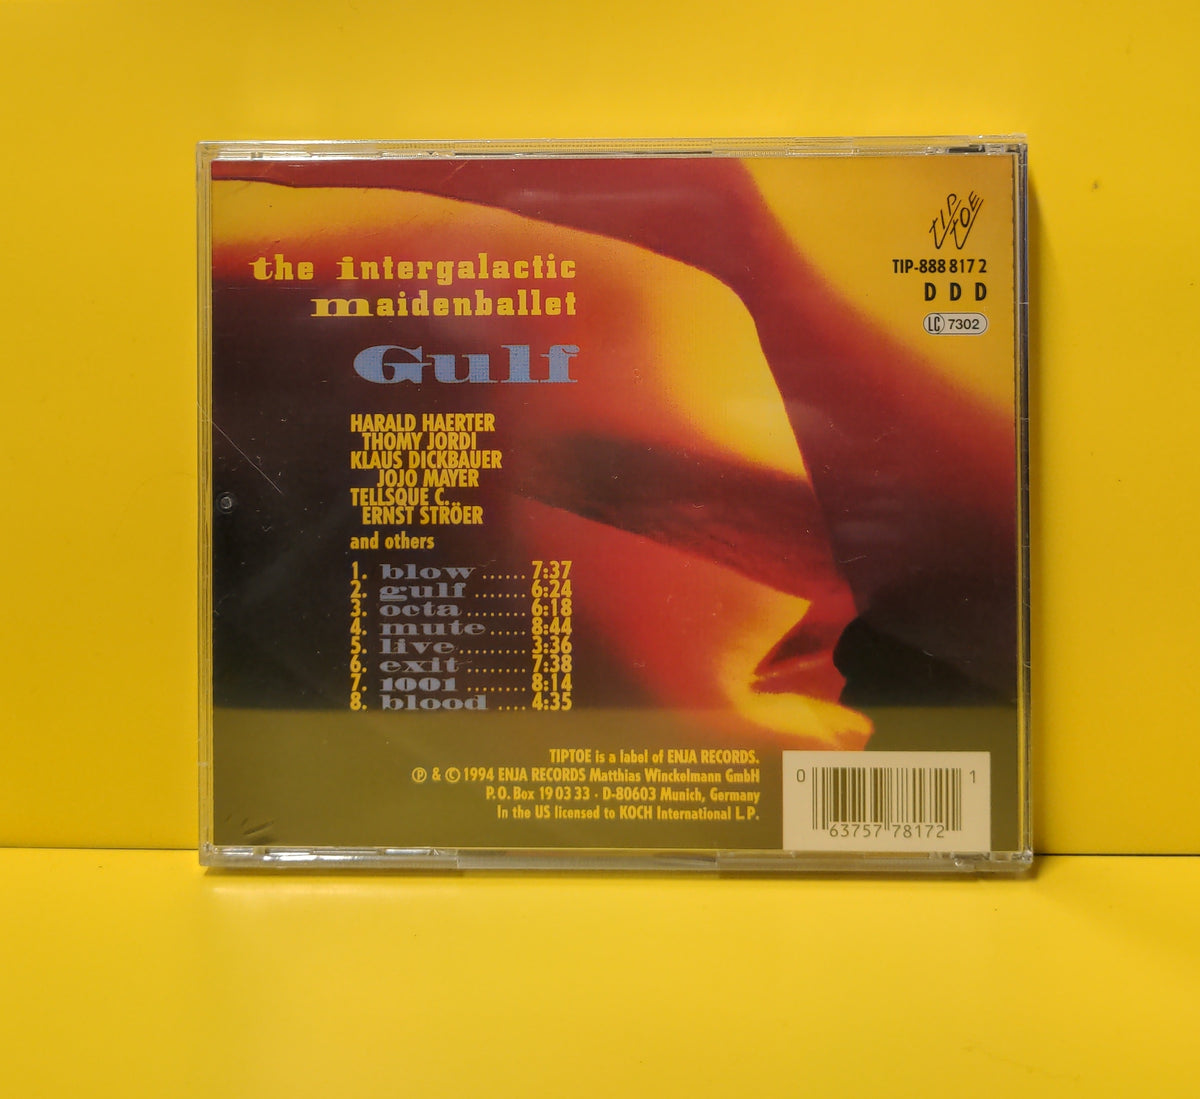 TIP
TOE
TIP-888 817 2
D D D
LC 7302
the intergalactic
maidenballet
Gulf
HARALD HAERTER
THOMY JORDI
KLAUS DICKBAUER
JOJO MAYER
TELLSQUE C.
ERNST STRÖER
and others
1. blow ...... 7:37
2. gulf ........ 6:24
3. octa ........ 6:18
4. mute ..... 8:44
5. live .......... 3:36
6. exit ......... 7:38
7. 1001 ........ 8:14
8. blood .... 4:35
TIPTOE is a label of ENJA RECORDS.
℗ & © 1994 ENJA RECORDS Matthias Winckelmann GmbH
P.O. Box 19 03 33 · D-80603 Munich, Germany
In the US licensed to KOCH International L.P.
0 63757 78172 1